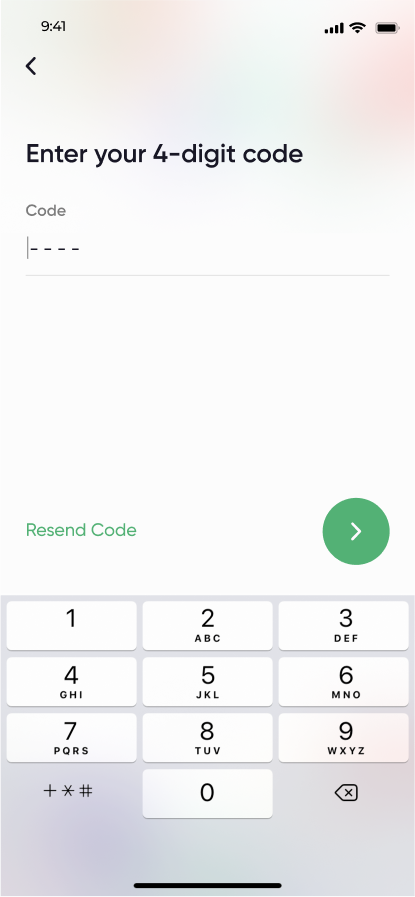 9:41
Enter your 4-digit code
Code
- - - -
Resend Code
1
2
ABC
3
DEF
4
GHI
5
JKL
6
MNO
7
PQRS
8
TUV
9
WXYZ
+ * #
0